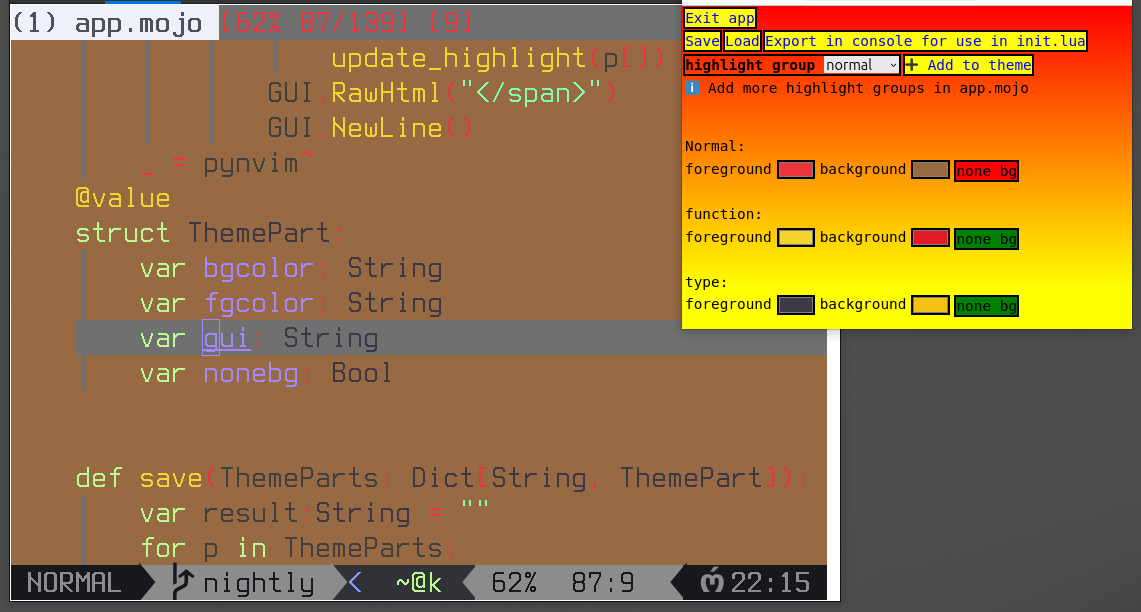 (1) app.mojo [62% 87/139] [9]
update_highlight(p[])
GUI.RawHtml("</span>")
GUI.NewLine()
_ = pynvim^
@value
struct ThemePart:
var bgcolor: String
var fgcolor: String
var gui: String
var nonebg: Bool
def save(ThemeParts: Dict[String, ThemePart]):
var result:String = ""
for p in ThemeParts:
NORMAL nightly < ~@k 62% 87:9 22:15
Exit app
Save Load Export in console for use in init.lua
highlight group normal + Add to theme
i Add more highlight groups in app.mojo
Normal:
foreground background none bg
function:
foreground background none bg
type:
foreground background none bg